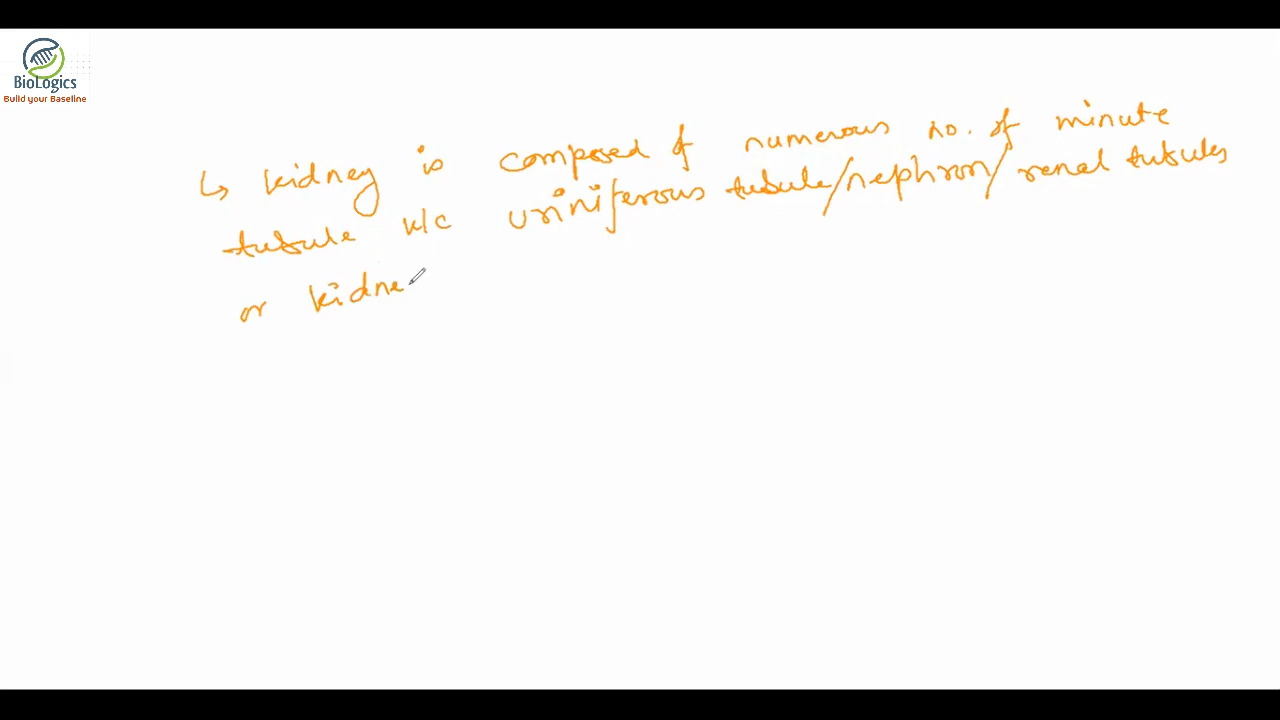 BioLogics
Build your Baseline
↳ kidney is composed of numerous no. of minute
tubule k/c uriniferous tubule/nephron/renal tubules
or kidne